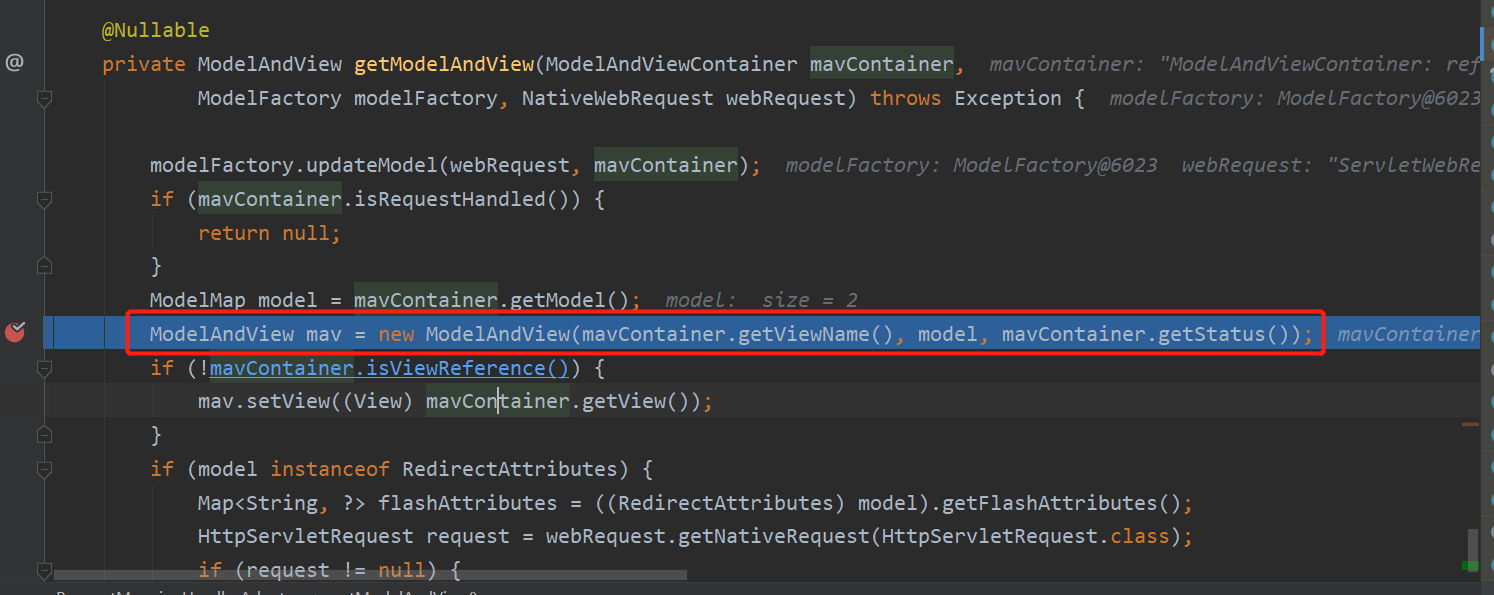 @Nullable
@ private ModelAndView getModelAndView(ModelAndViewContainer mavContainer, mavContainer: "ModelAndViewContainer: ref
ModelFactory modelFactory, NativeWebRequest webRequest) throws Exception { modelFactory: ModelFactory@6023
modelFactory.updateModel(webRequest, mavContainer); modelFactory: ModelFactory@6023 webRequest: "ServletWebRe
if (mavContainer.isRequestHandled()) {
return null;
}
ModelMap model = mavContainer.getModel(); model: size = 2
ModelAndView mav = new ModelAndView(mavContainer.getViewName(), model, mavContainer.getStatus()); mavContainer
if (!mavContainer.isViewReference()) {
mav.setView((View) mavContainer.getView());
}
if (model instanceof RedirectAttributes) {
Map<String, ?> flashAttributes = ((RedirectAttributes) model).getFlashAttributes();
HttpServletRequest request = webRequest.getNativeRequest(HttpServletRequest.class);
if (request != null) {